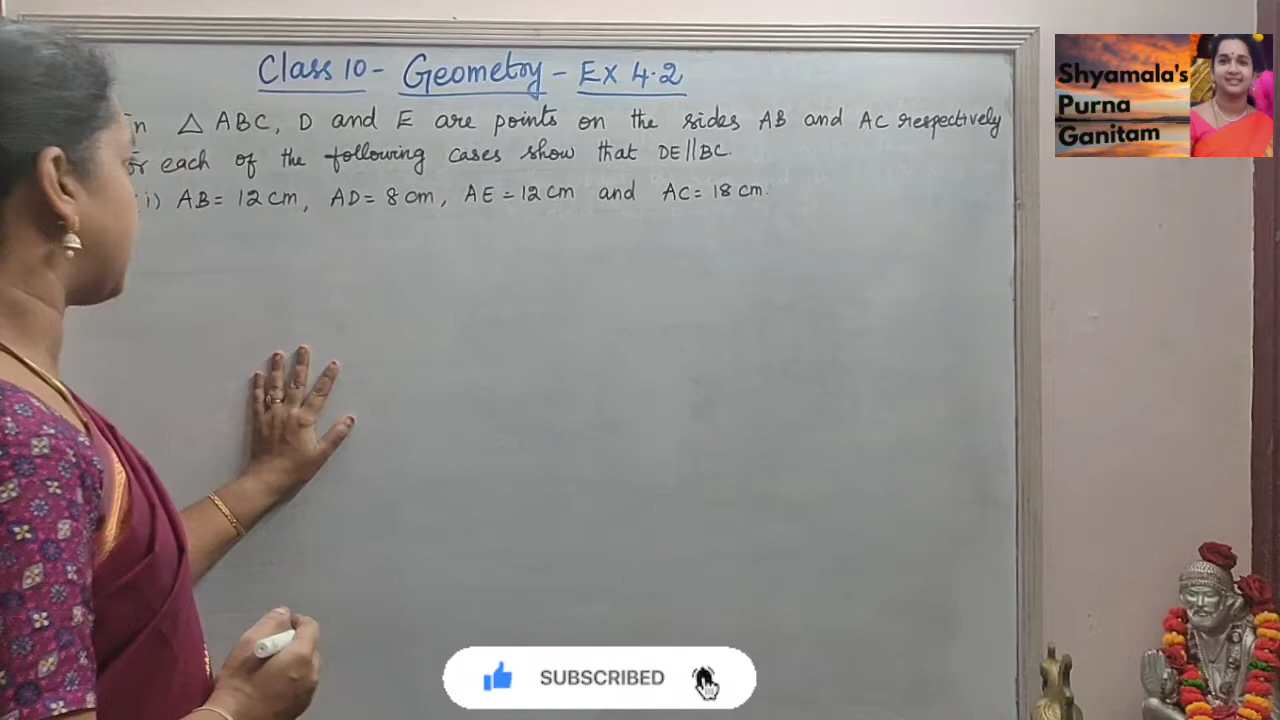 Class 10 - Geometry - EX 4.2
△ ABC, D and E are points on the sides AB and AC respectively
each of the following cases show that DE||BC.
i) AB = 12 cm, AD = 8 cm, AE = 12 cm and AC = 18 cm.
Shyamala's
Purna
Ganitam
SUBSCRIBED